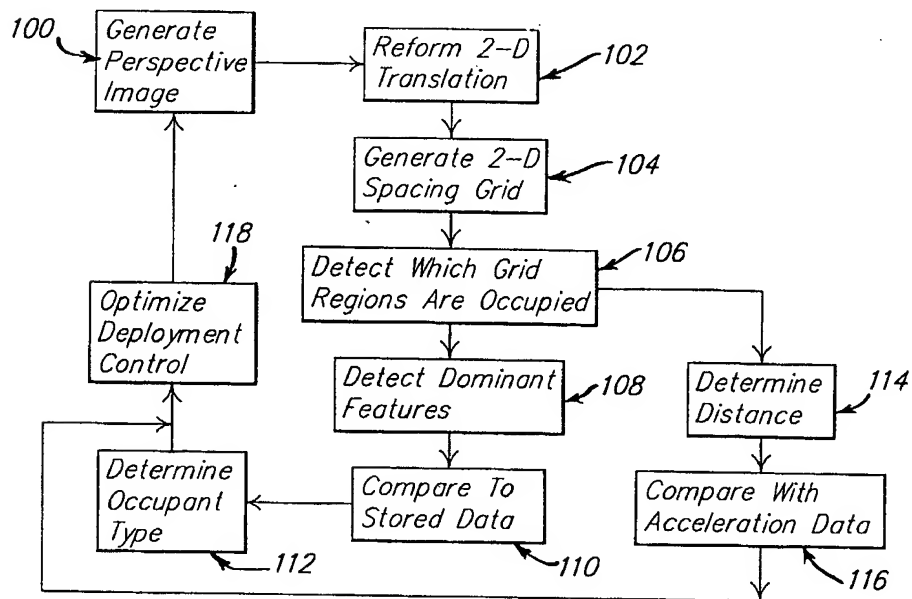 100
Generate
Perspective
Image
Reform 2-D
Translation
102
Generate 2-D
Spacing Grid
104
Detect Which Grid
Regions Are Occupied
106
118
Optimize
Deployment
Control
Detect Dominant
Features
108
Determine
Distance
114
Determine
Occupant
Type
112
Compare To
Stored Data
110
Compare With
Acceleration Data
116